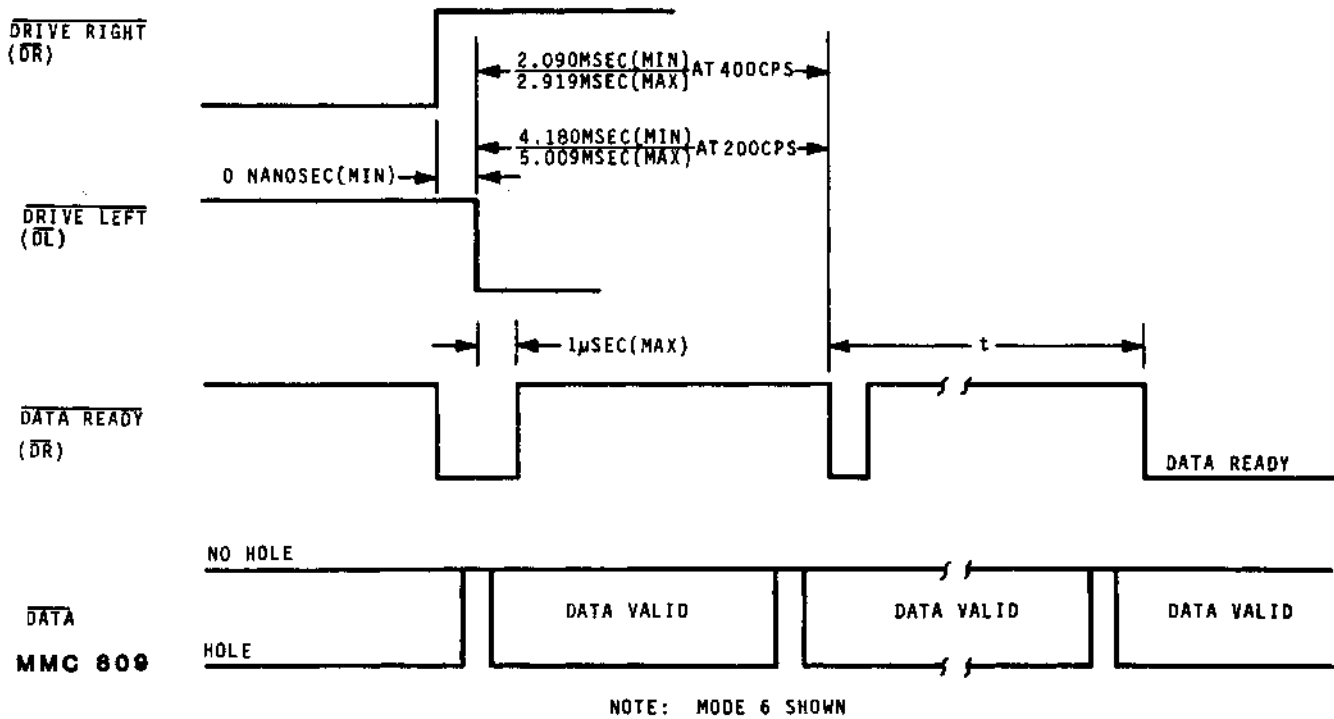 DRIVE RIGHT
(DR)
2.090MSEC(MIN)
2.919MSEC(MAX) AT 400CPS
4.180MSEC(MIN)
5.009MSEC(MAX) AT 200CPS
0 NANOSEC(MIN)
DRIVE LEFT
(DL)
1µSEC(MAX)
t
DATA READY
(DR)
DATA READY
NO HOLE
DATA
DATA VALID
DATA VALID
DATA VALID
HOLE
MMC 809
NOTE: MODE 6 SHOWN